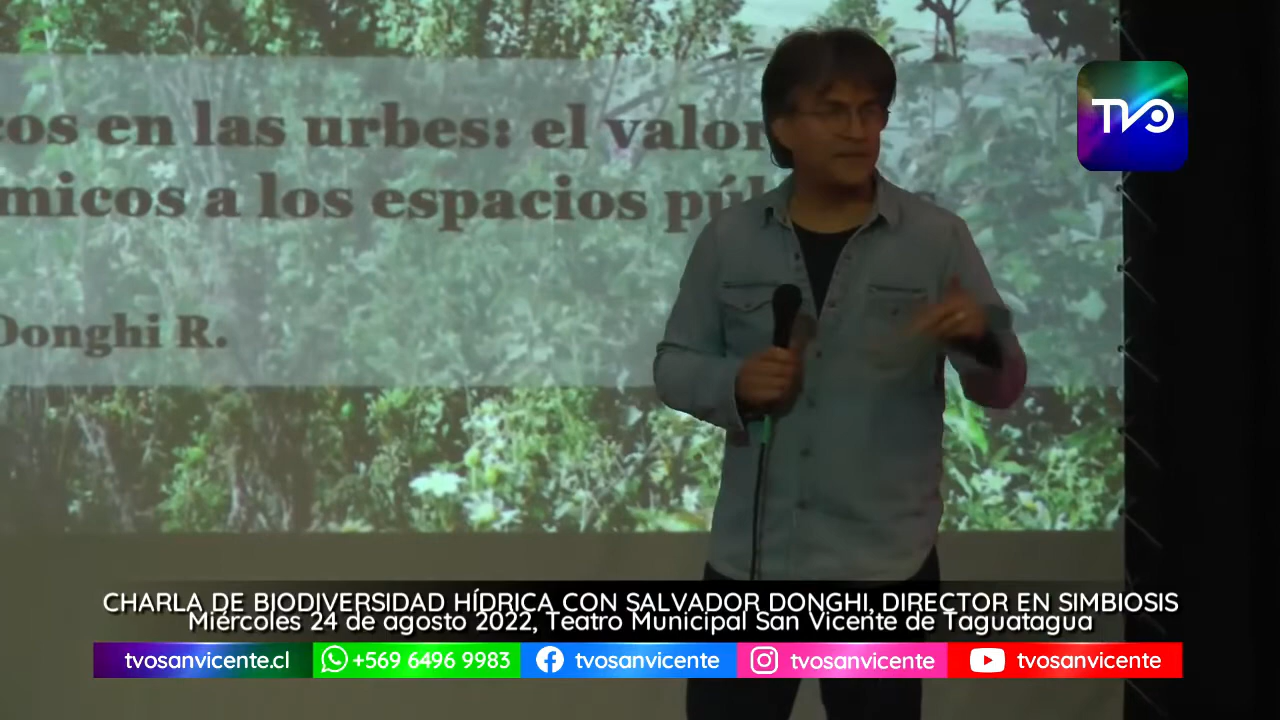 cos en las urbes: el valor
micos a los espacios
Donghi R.
TVO
CHARLA DE BIODIVERSIDAD HÍDRICA CON SALVADOR DONGHI, DIRECTOR EN SIMBIOSIS
Miércoles 24 de agosto 2022, Teatro Municipal San Vicente de Taguatagua
tvosanvicente.cl
+569 6496 9983
tvosanvicente
tvosanvicente
tvosanvicente